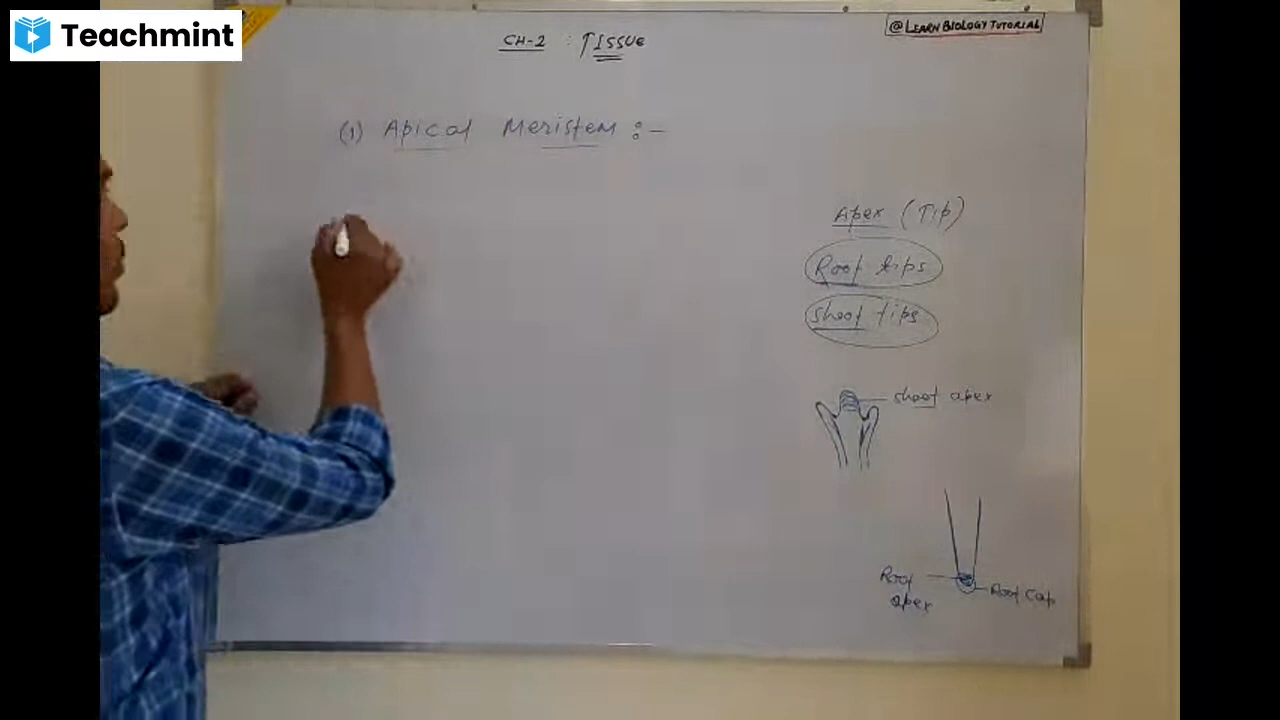 Teachmint
@ LEARN BIOLOGY TUTORIAL
CH-2 : TISSUE
(1) Apical Meristem :-
Apex (Tip)
Root tips
shoot tips
shoot apex
Root
apex
Root Cap